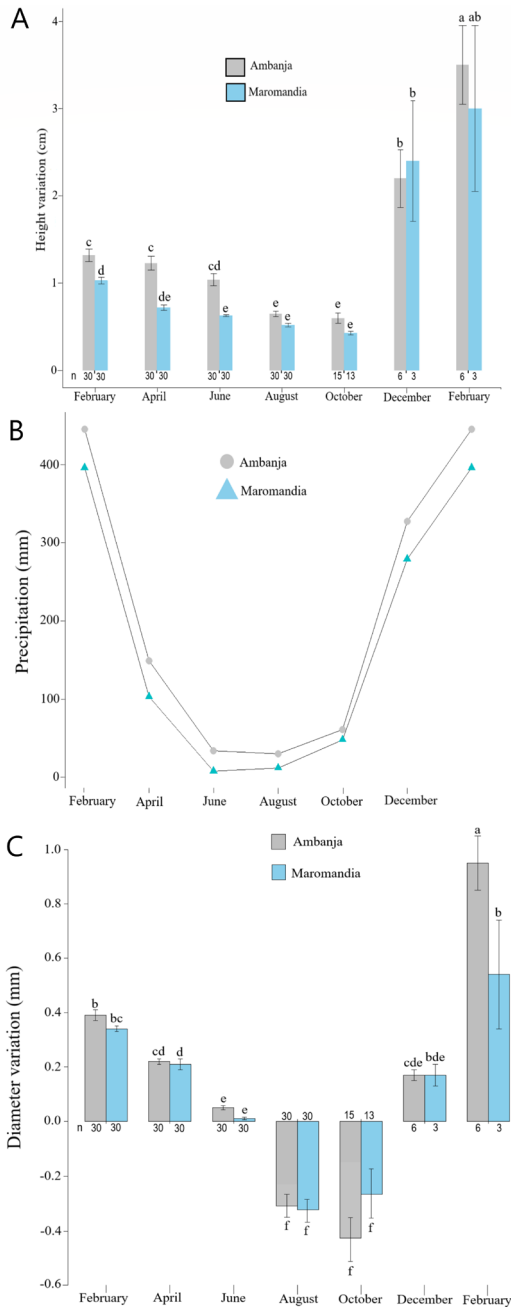 A
Height variation (cm)
4
3
2
1
0
Ambanja
Maromandia
c
d
c
de
cd
e
e
e
e
e
b
b
a
ab
n 30 30 30 30 30 30 30 30 15 13 6 3 6 3
February April June August October December February
B
Precipitation (mm)
400
300
200
100
0
Ambanja
Maromandia
February April June August October December
C
Diameter variation (mm)
1.0
0.8
0.6
0.4
0.2
0.0
-0.2
-0.4
-0.6
Ambanja
Maromandia
b
bc
cd
d
e
e
f
f
f
f
cde
bde
a
b
30 30 15 13
n 30 30 30 30 30 30 6 3 6 3
February April June August October December February